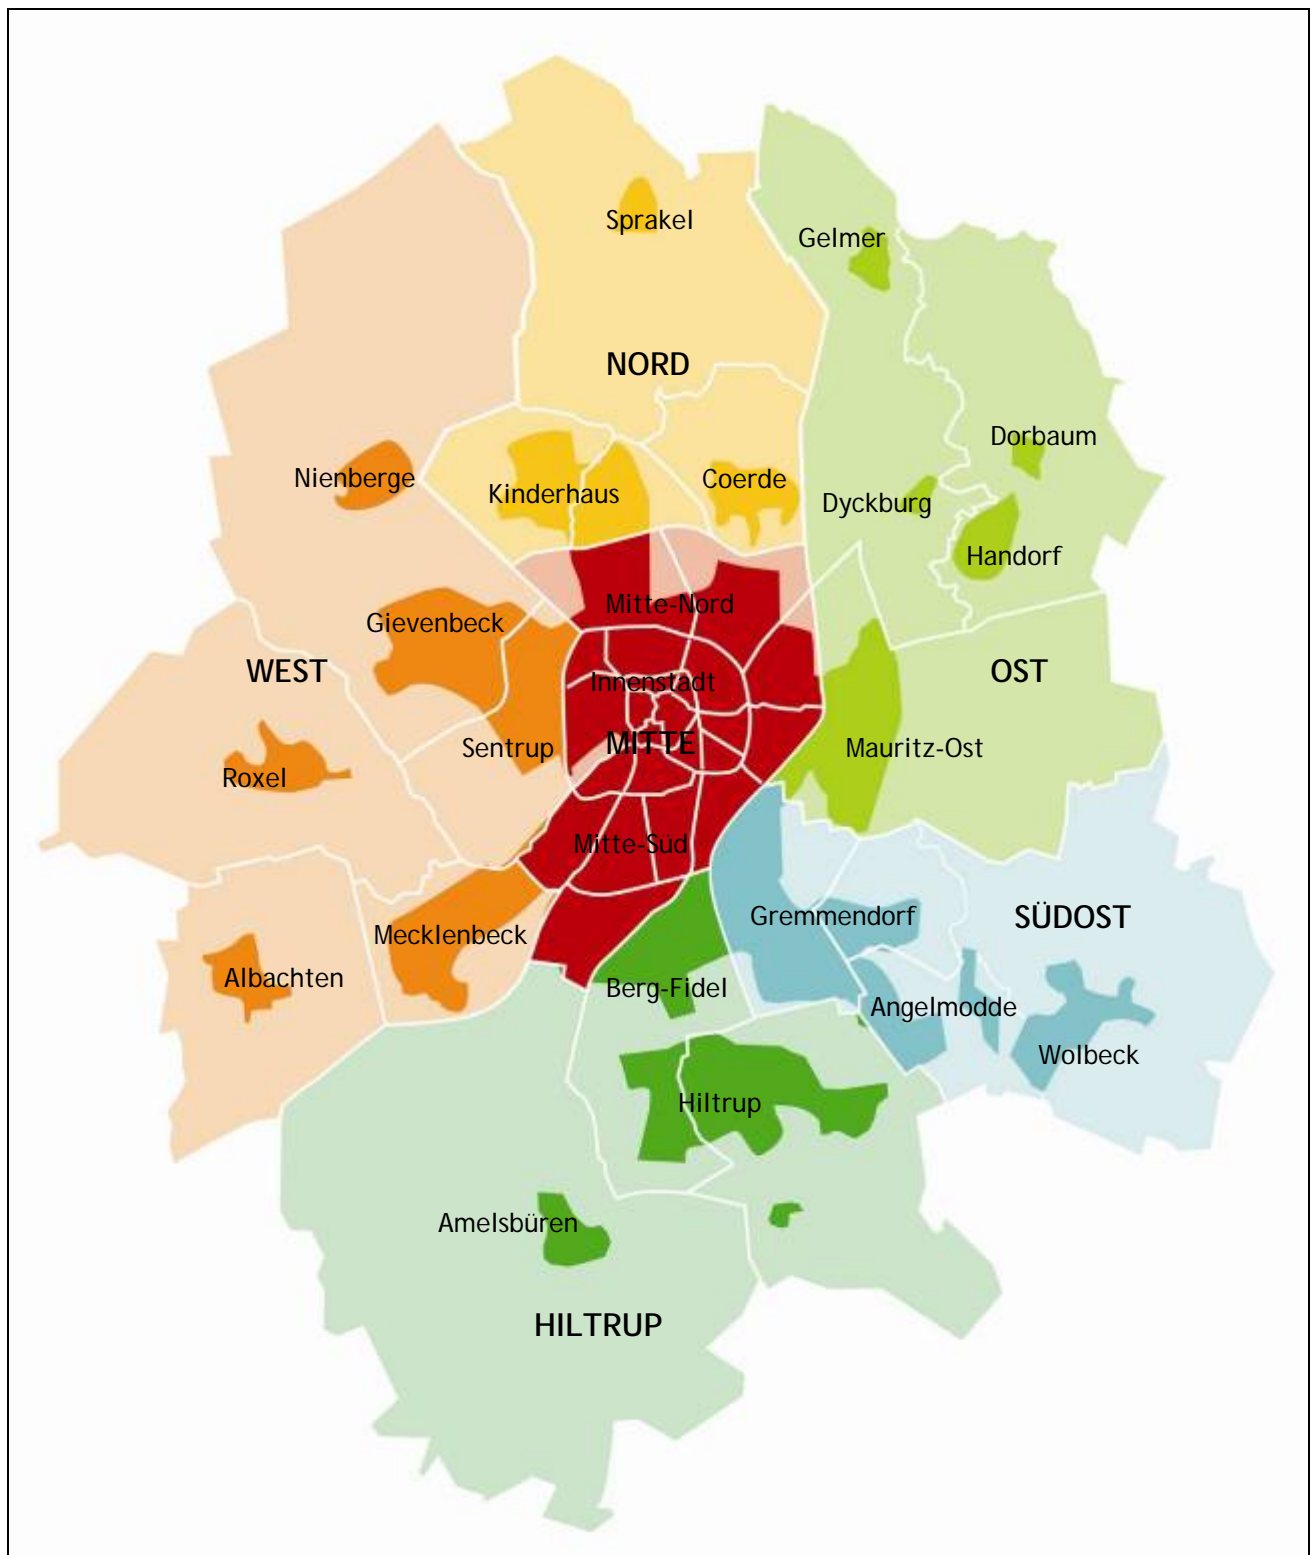 Sprakel
Gelmer
NORD
Dorbaum
Nienberge
Kinderhaus
Coerde
Dyckburg
Handorf
Mitte-Nord
Gievenbeck
WEST
Innenstadt
OST
Sentrup
MITTE
Mauritz-Ost
Roxel
Mitte-Süd
Gremmendorf
SÜDOST
Mecklenbeck
Albachten
Berg-Fidel
Angelmodde
Wolbeck
Hiltrup
Amelsbüren
HILTRUP